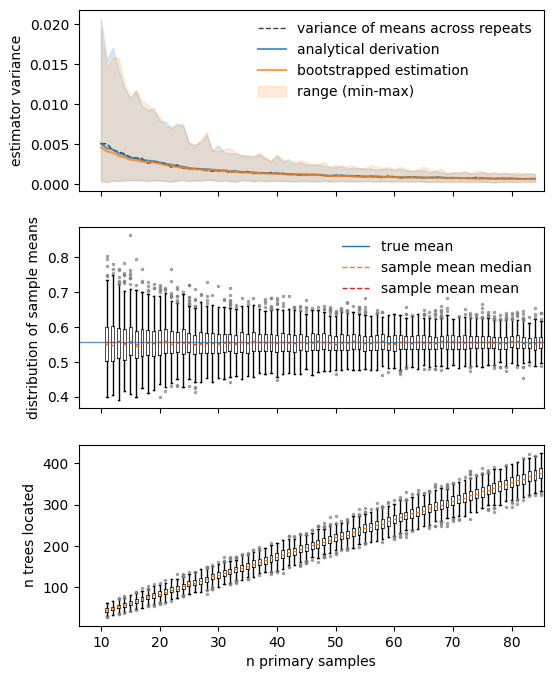 0.020
0.015
0.010
0.005
0.000
estimator variance
variance of means across repeats
analytical derivation
bootstrapped estimation
range (min-max)
0.8
0.7
0.6
0.5
0.4
distribution of sample means
true mean
sample mean median
sample mean mean
400
300
200
100
n trees located
10
20
30
40
50
60
70
80
n primary samples